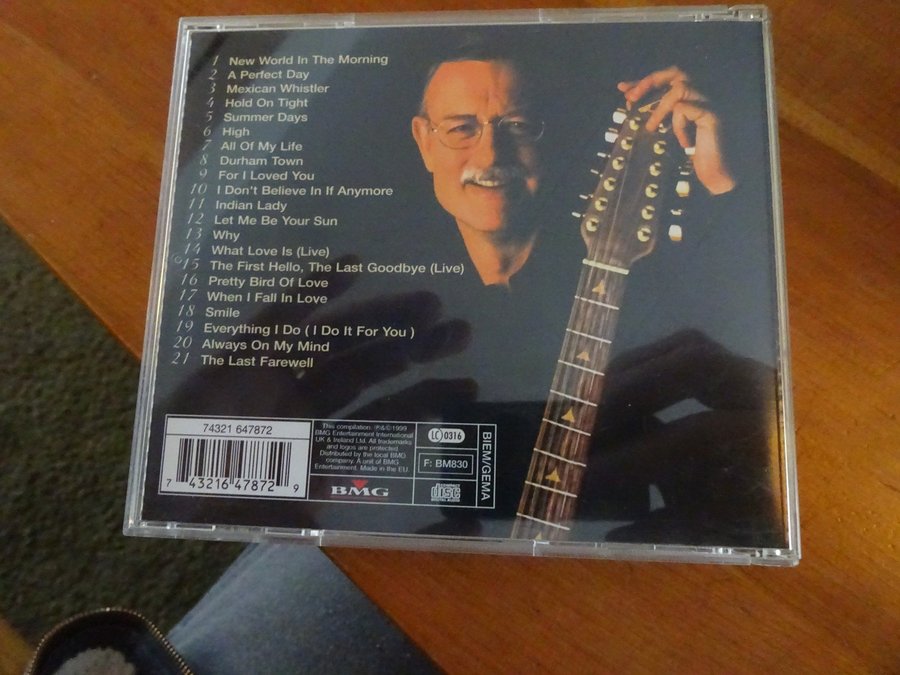 1 New World In The Morning
2 A Perfect Day
3 Mexican Whistler
4 Hold On Tight
5 Summer Days
6 High
7 All Of My Life
8 Durham Town
9 For I Loved You
10 I Don't Believe In If Anymore
11 Indian Lady
12 Let Me Be Your Sun
13 Why
14 What Love Is (Live)
15 The First Hello, The Last Goodbye (Live)
16 Pretty Bird Of Love
17 When I Fall In Love
18 Smile
19 Everything I Do ( I Do It For You )
20 Always On My Mind
21 The Last Farewell
74321 647872
7 43216 47872 9
This compilation ℗&©1999
BMG Entertainment International
UK & Ireland Ltd. All trademarks
and logos are protected.
Distributed by the local BMG
company. A unit of BMG
Entertainment. Made in the EU.
BMG
LC 0316
F: BM830
COMPACT
disc
DIGITAL AUDIO
BIEM/GEMA